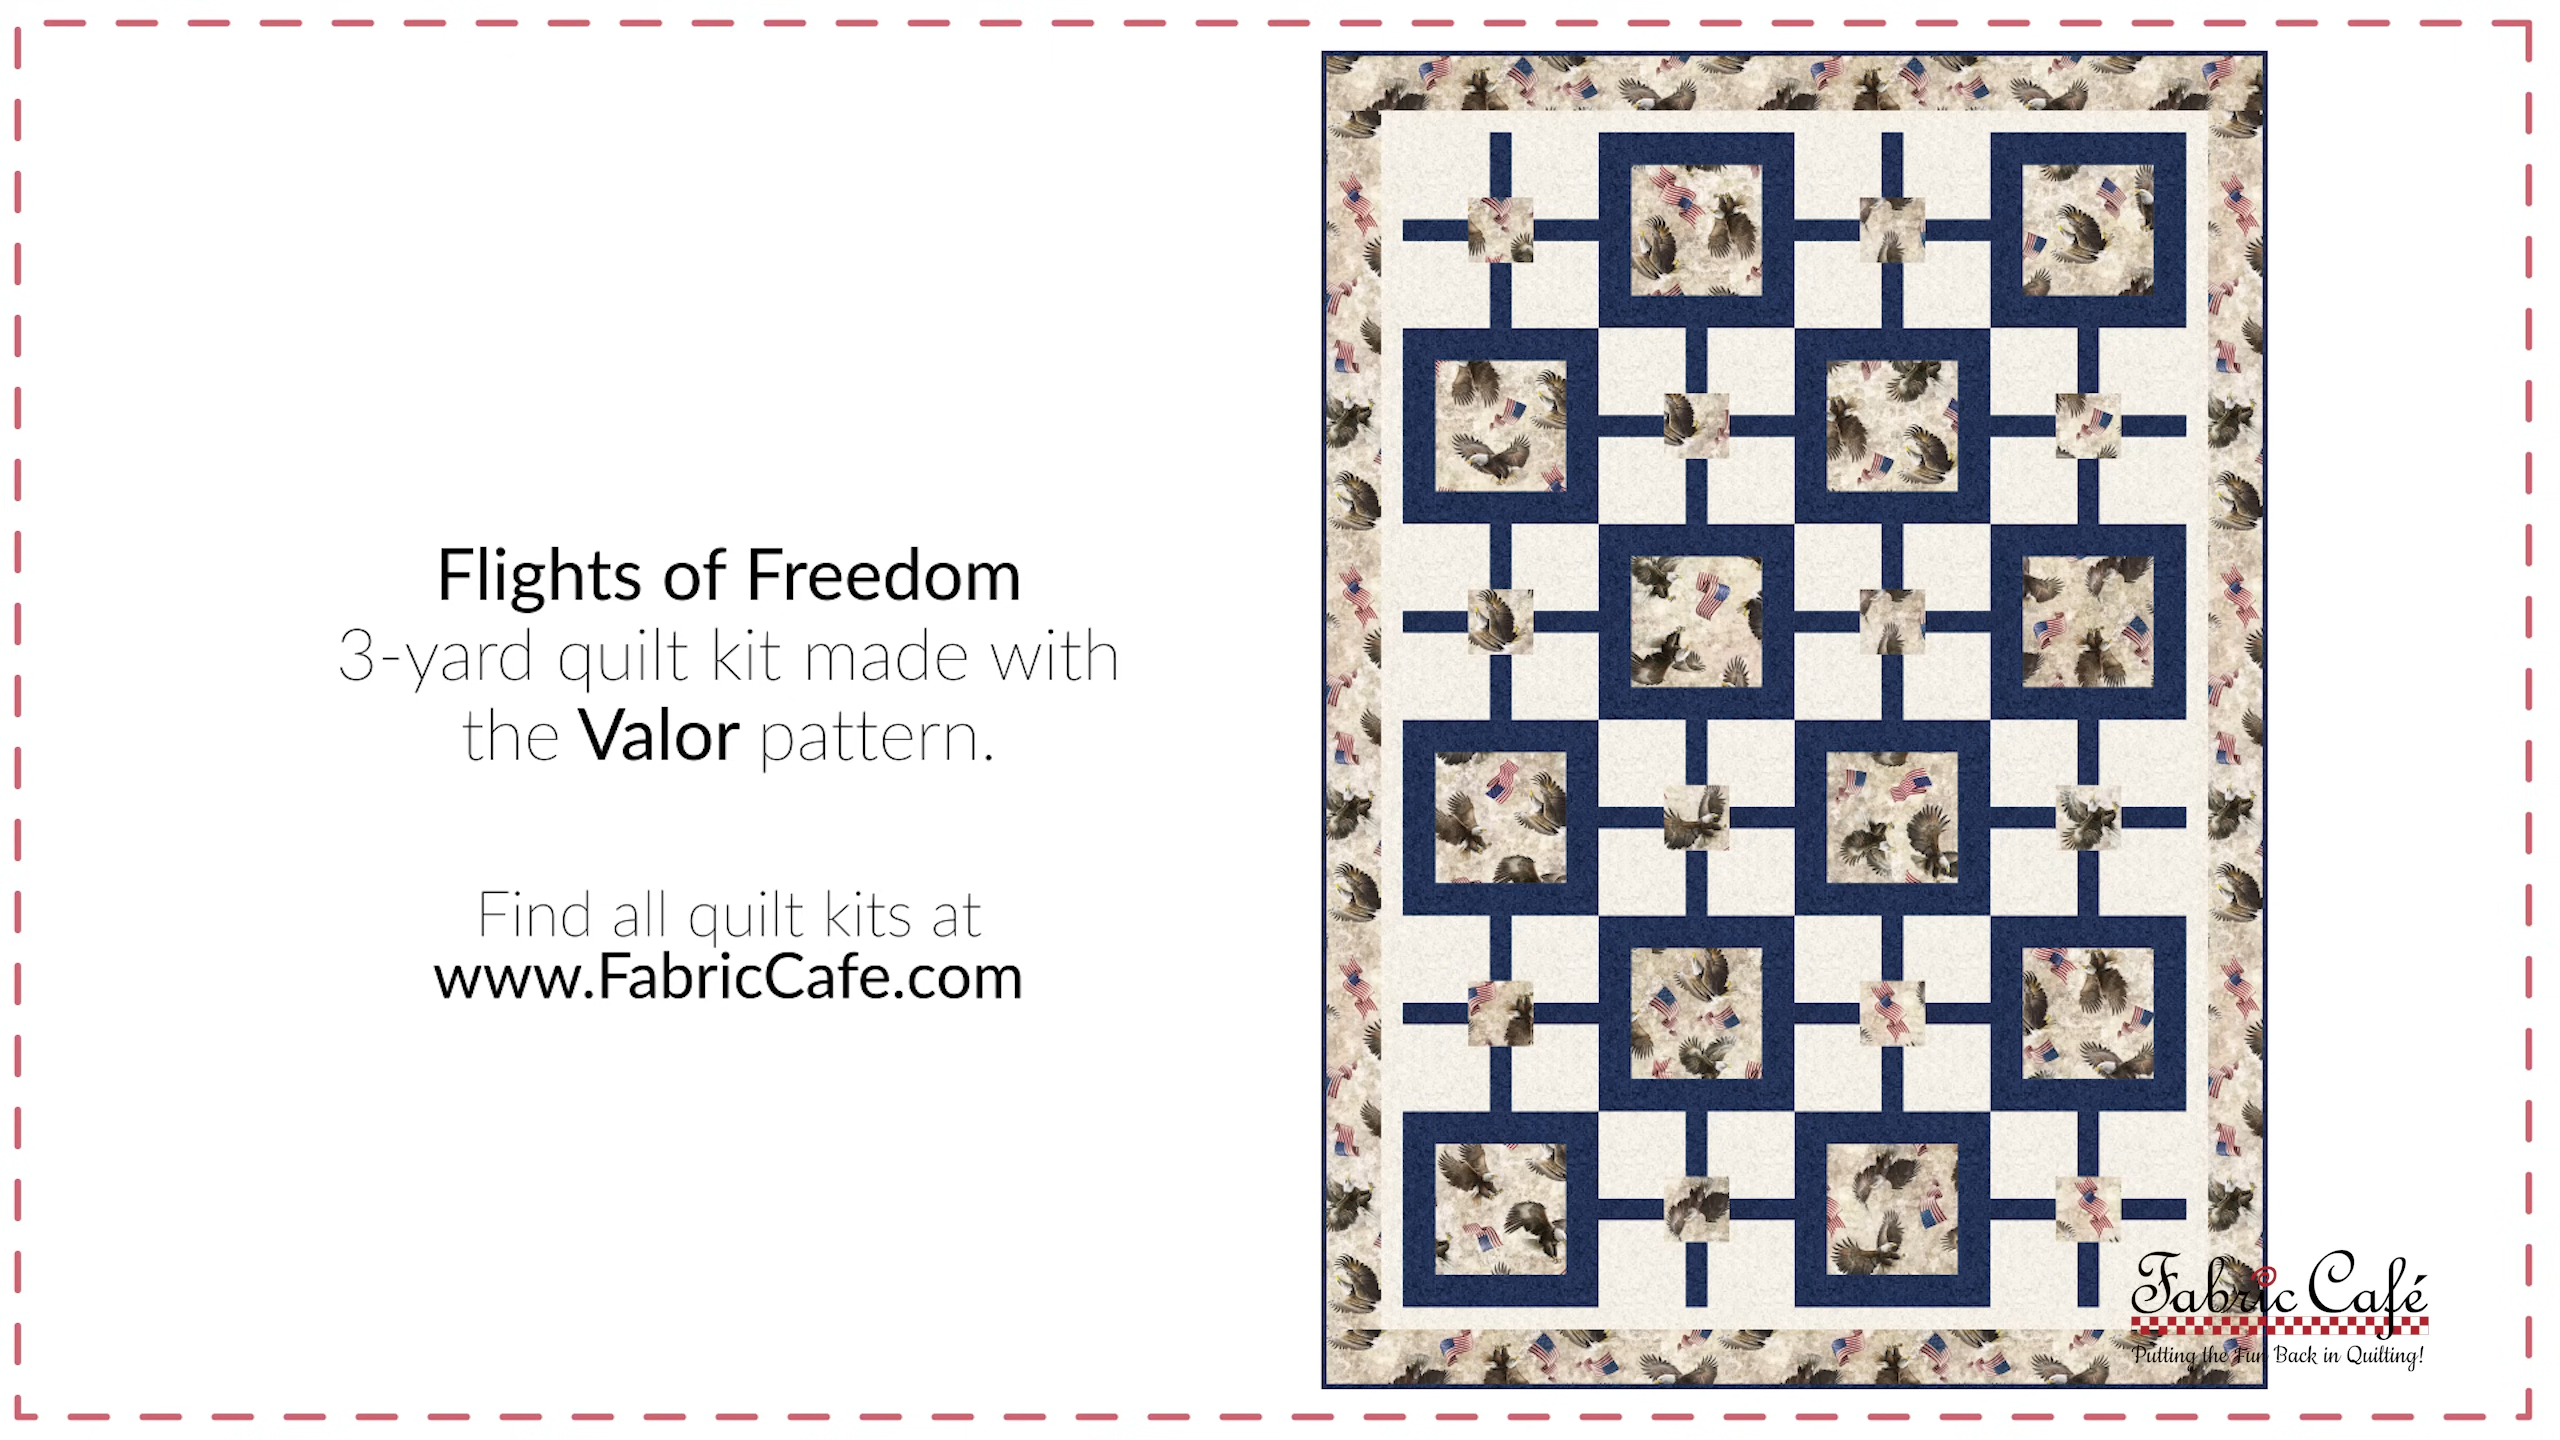 Flights of Freedom
3-yard quilt kit made with
the Valor pattern.
Find all quilt kits at
www.FabricCafe.com
Fabric Café
Putting the Fun Back in Quilting!